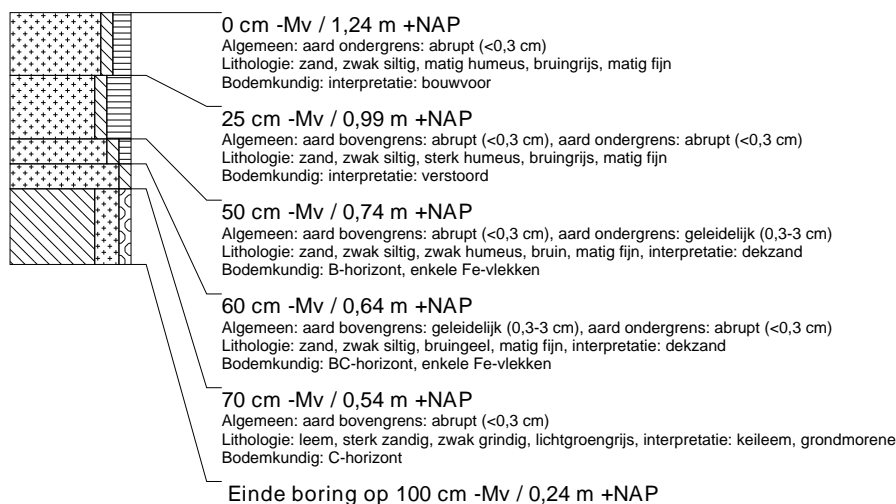 0 cm -Mv / 1,24 m +NAP
Algemeen: aard ondergrens: abrupt (<0,3 cm)
Lithologie: zand, zwak siltig, matig humeus, bruingrijs, matig fijn
Bodemkundig: interpretatie: bouwvoor
25 cm -Mv / 0,99 m +NAP
Algemeen: aard bovengrens: abrupt (<0,3 cm), aard ondergrens: abrupt (<0,3 cm)
Lithologie: zand, zwak siltig, sterk humeus, bruingrijs, matig fijn
Bodemkundig: interpretatie: verstoord
50 cm -Mv / 0,74 m +NAP
Algemeen: aard bovengrens: abrupt (<0,3 cm), aard ondergrens: geleidelijk (0,3-3 cm)
Lithologie: zand, zwak siltig, zwak humeus, bruin, matig fijn, interpretatie: dekzand
Bodemkundig: B-horizont, enkele Fe-vlekken
60 cm -Mv / 0,64 m +NAP
Algemeen: aard bovengrens: geleidelijk (0,3-3 cm), aard ondergrens: abrupt (<0,3 cm)
Lithologie: zand, zwak siltig, bruingeel, matig fijn, interpretatie: dekzand
Bodemkundig: BC-horizont, enkele Fe-vlekken
70 cm -Mv / 0,54 m +NAP
Algemeen: aard bovengrens: abrupt (<0,3 cm)
Lithologie: leem, sterk zandig, zwak grindig, lichtgroengrijs, interpretatie: keileem, grondmorene
Bodemkundig: C-horizont
Einde boring op 100 cm -Mv / 0,24 m +NAP